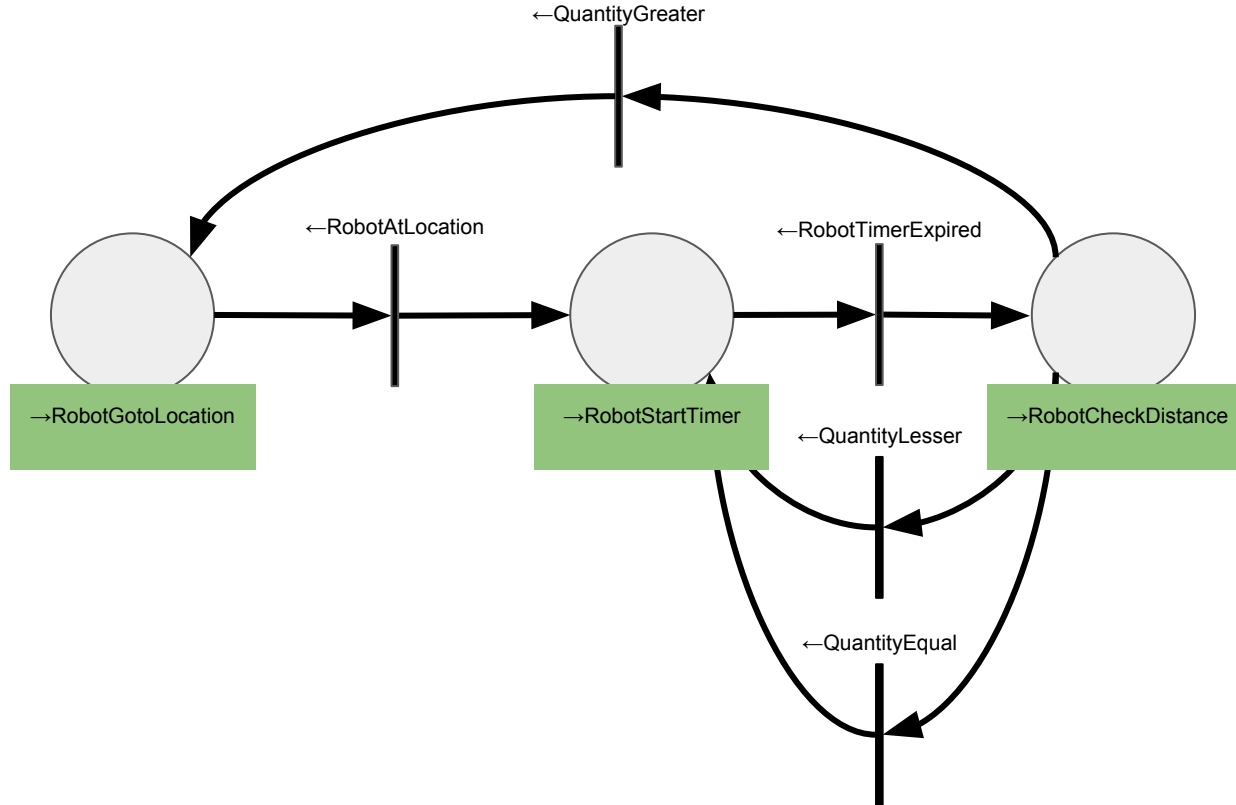 ←QuantityGreater
←RobotAtLocation
←RobotTimerExpired
→RobotGotoLocation
→RobotStartTimer
→RobotCheckDistance
←QuantityLesser
←QuantityEqual